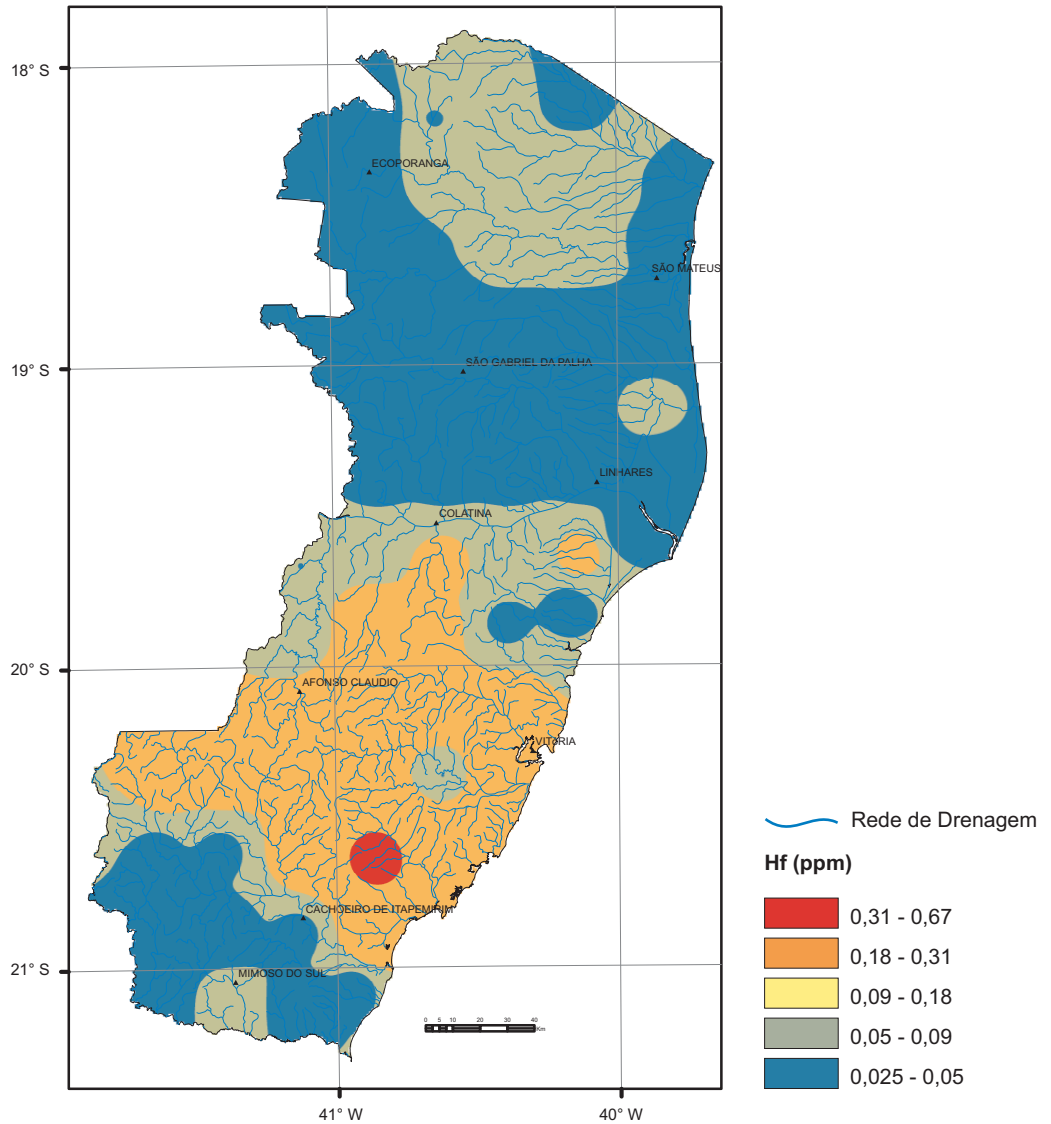 18° S
ECOPORANGA
SÃO MATEUS
19° S
SÃO GABRIEL DA PALHA
LINHARES
COLATINA
20° S
AFONSO CLAUDIO
VITÓRIA
Rede de Drenagem
Hf (ppm)
0,31 - 0,67
CACHOEIRO DE ITAPEMIRIM
0,18 - 0,31
21° S
MIMOSO DO SUL
0,09 - 0,18
0 5 10 20 30 40
Km
0,05 - 0,09
0,025 - 0,05
41° W
40° W